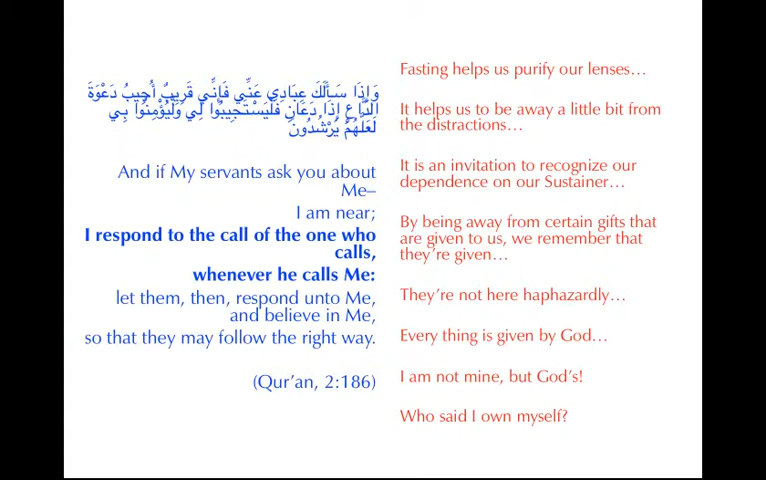 وَإِذَا سَأَلَكَ عِبَادِي عَنِّي فَإِنِّي قَرِيبٌ أُجِيبُ دَعْوَةَ
الدَّاعِ إِذَا دَعَانِ فَلْيَسْتَجِيبُوا لِي وَلْيُؤْمِنُوا بِي
لَعَلَّهُمْ يَرْشُدُونَ
And if My servants ask you about
Me–
I am near;
I respond to the call of the one who
calls,
whenever he calls Me:
let them, then, respond unto Me,
and believe in Me,
so that they may follow the right way.
(Qur’an, 2:186)
Fasting helps us purify our lenses…
It helps us to be away a little bit from
the distractions…
It is an invitation to recognize our
dependence on our Sustainer…
By being away from certain gifts that
are given to us, we remember that
they’re given…
They’re not here haphazardly…
Every thing is given by God…
I am not mine, but God’s!
Who said I own myself?